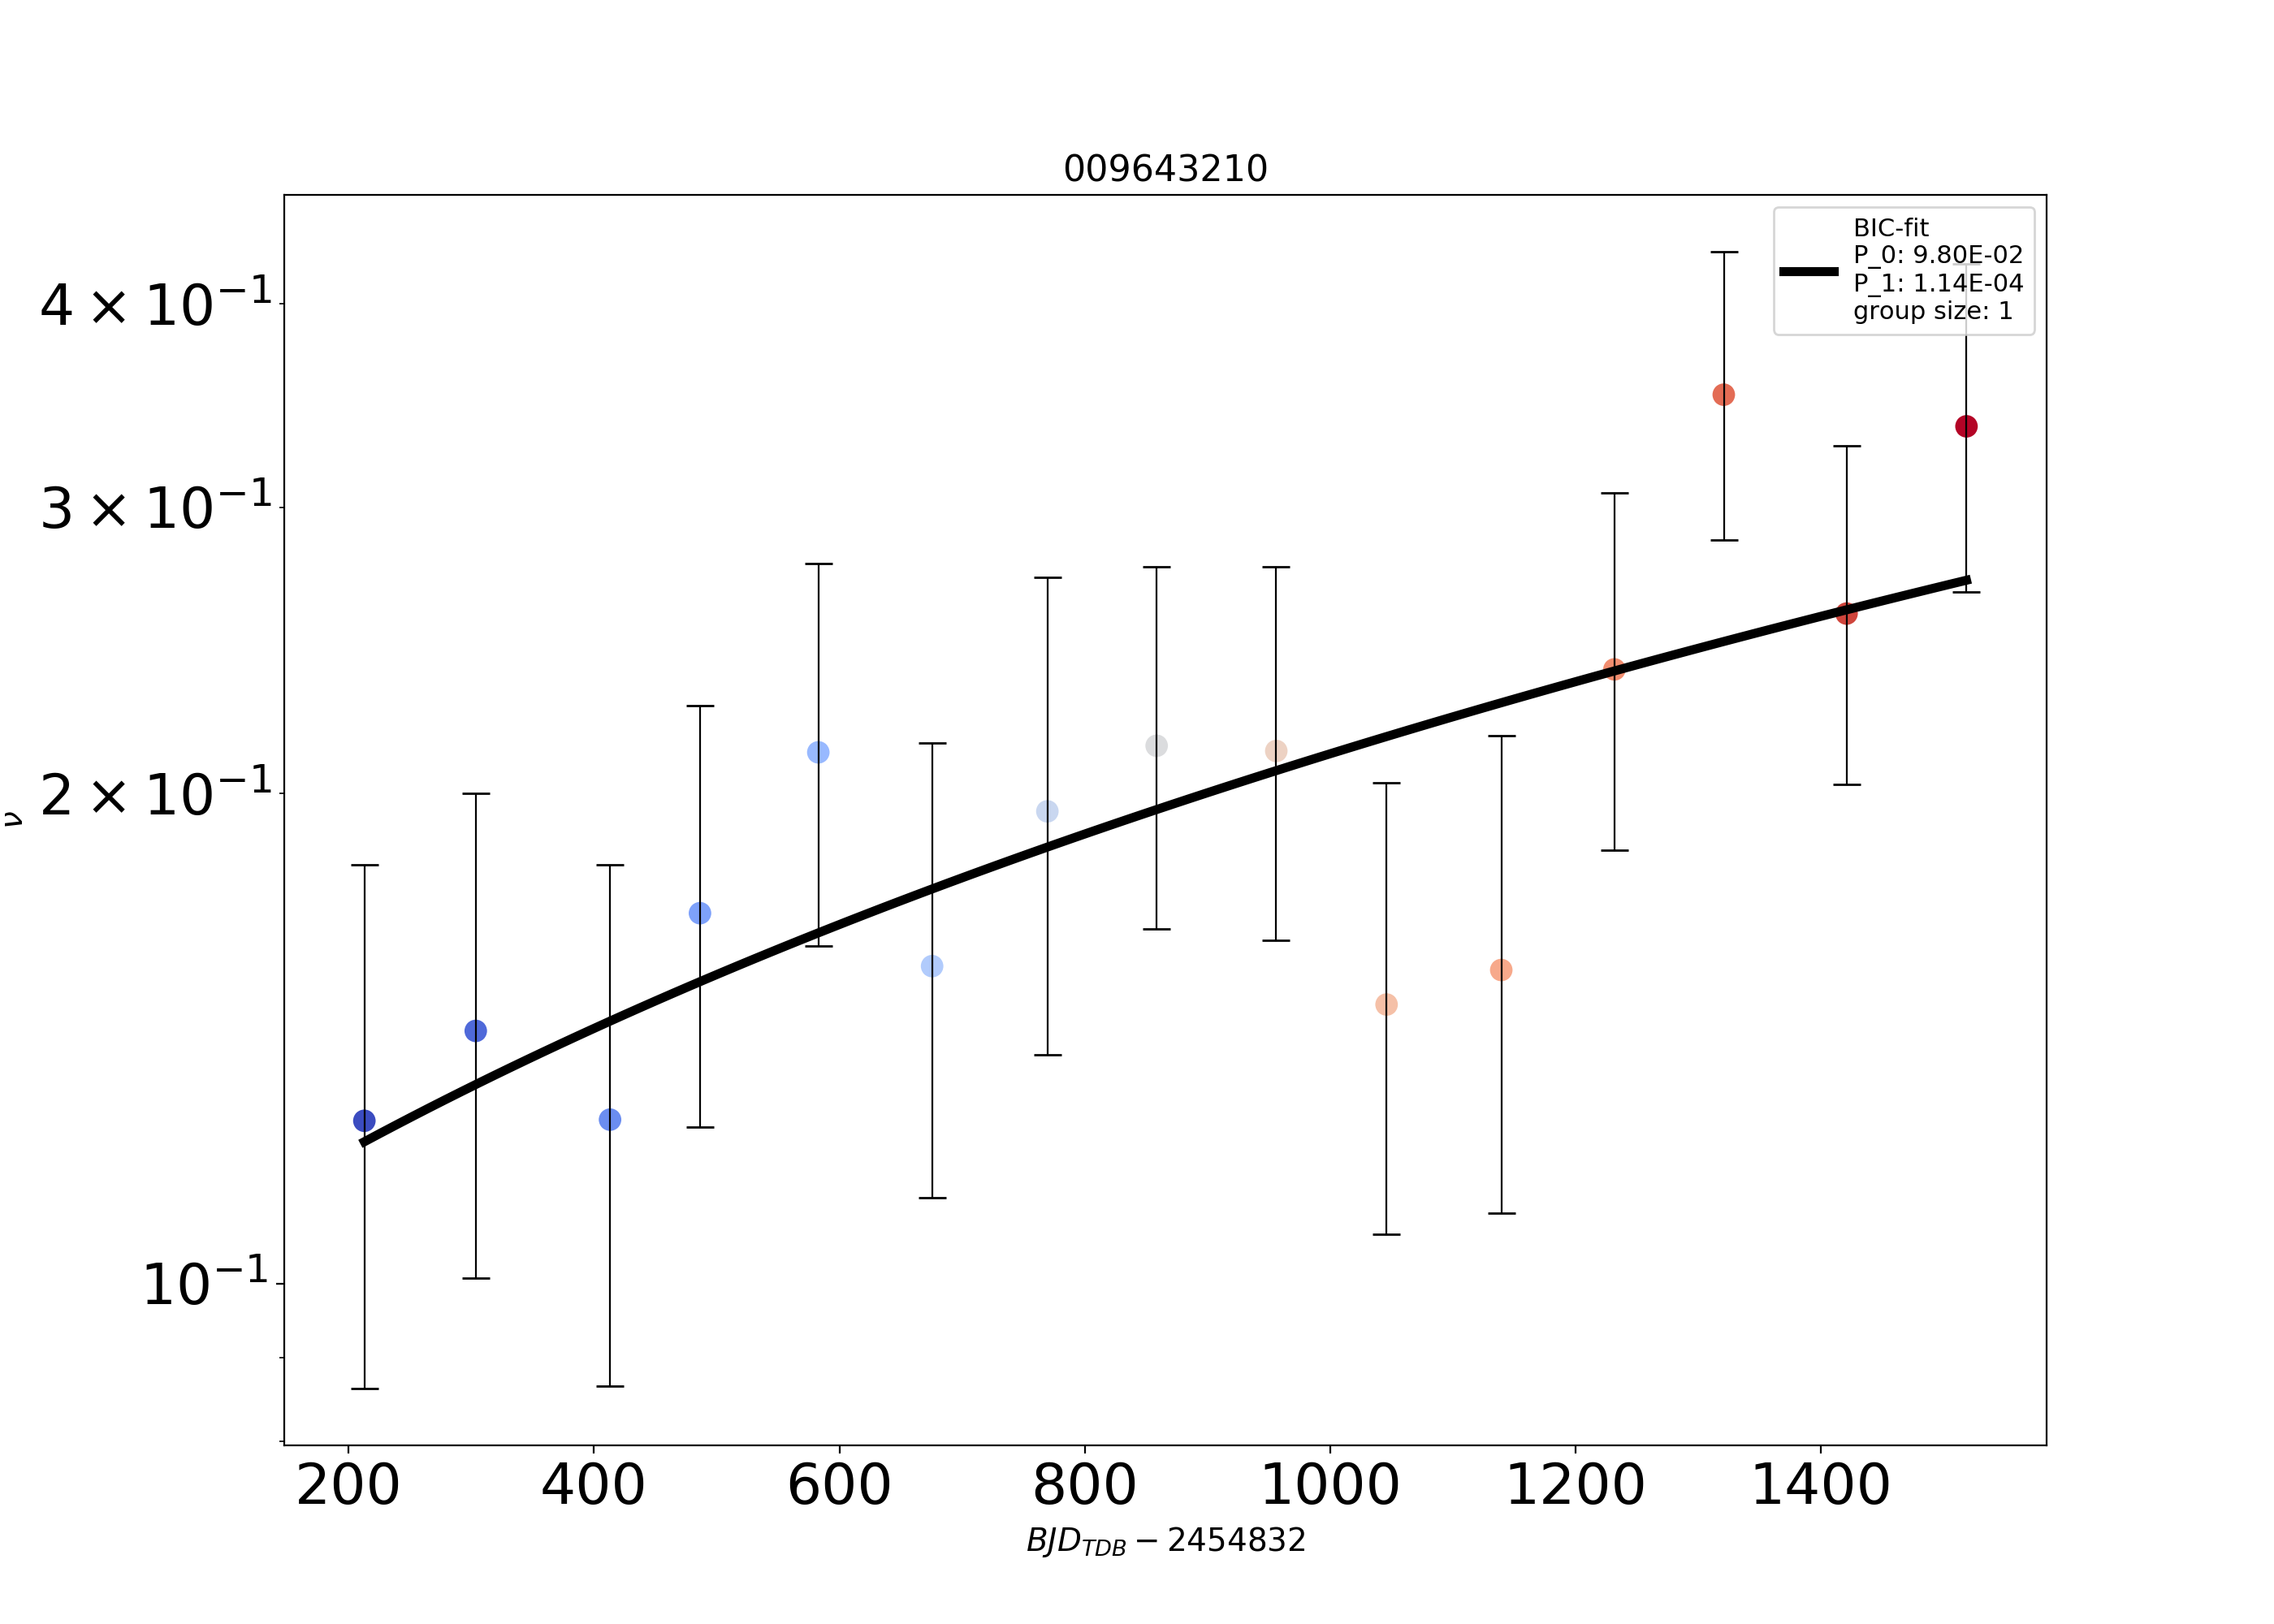 009643210
BIC-fit
P_0: 9.80E-02
P_1: 1.14E-04
group size: 1
4 × 10⁻¹
3 × 10⁻¹
2 × 10⁻¹
10⁻¹
ν
200 400 600 800 1000 1200 1400
BJD_TDB − 2454832